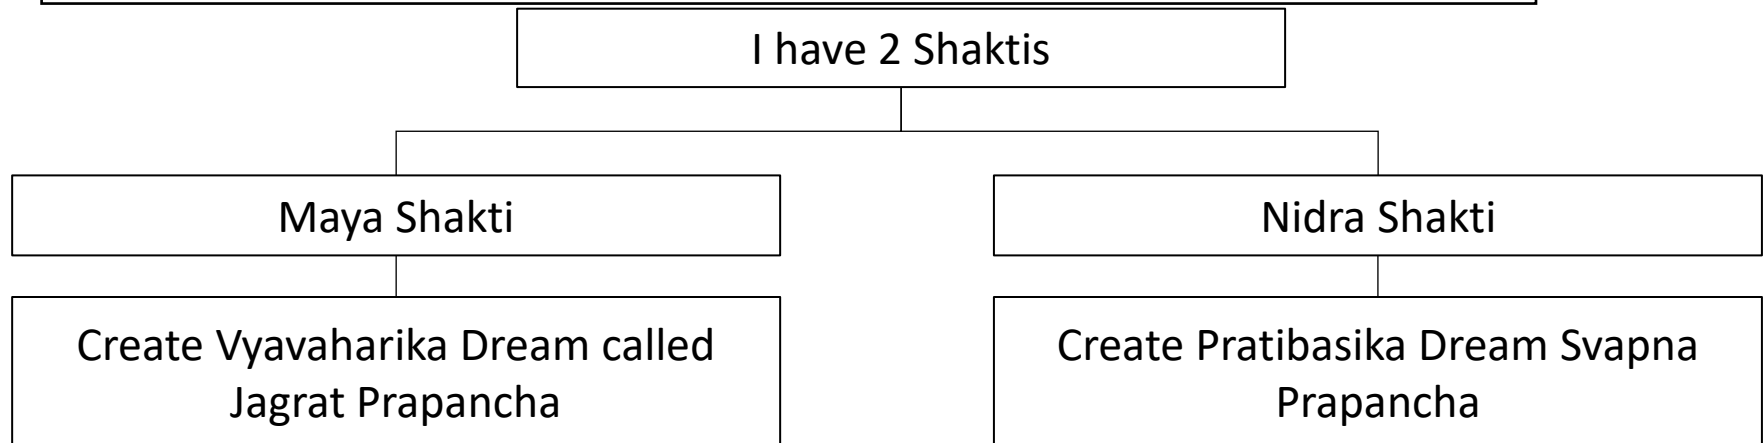 I have 2 Shaktis
Maya Shakti
Nidra Shakti
Create Vyavaharika Dream called
Jagrat Prapancha
Create Pratibasika Dream Svapna
Prapancha